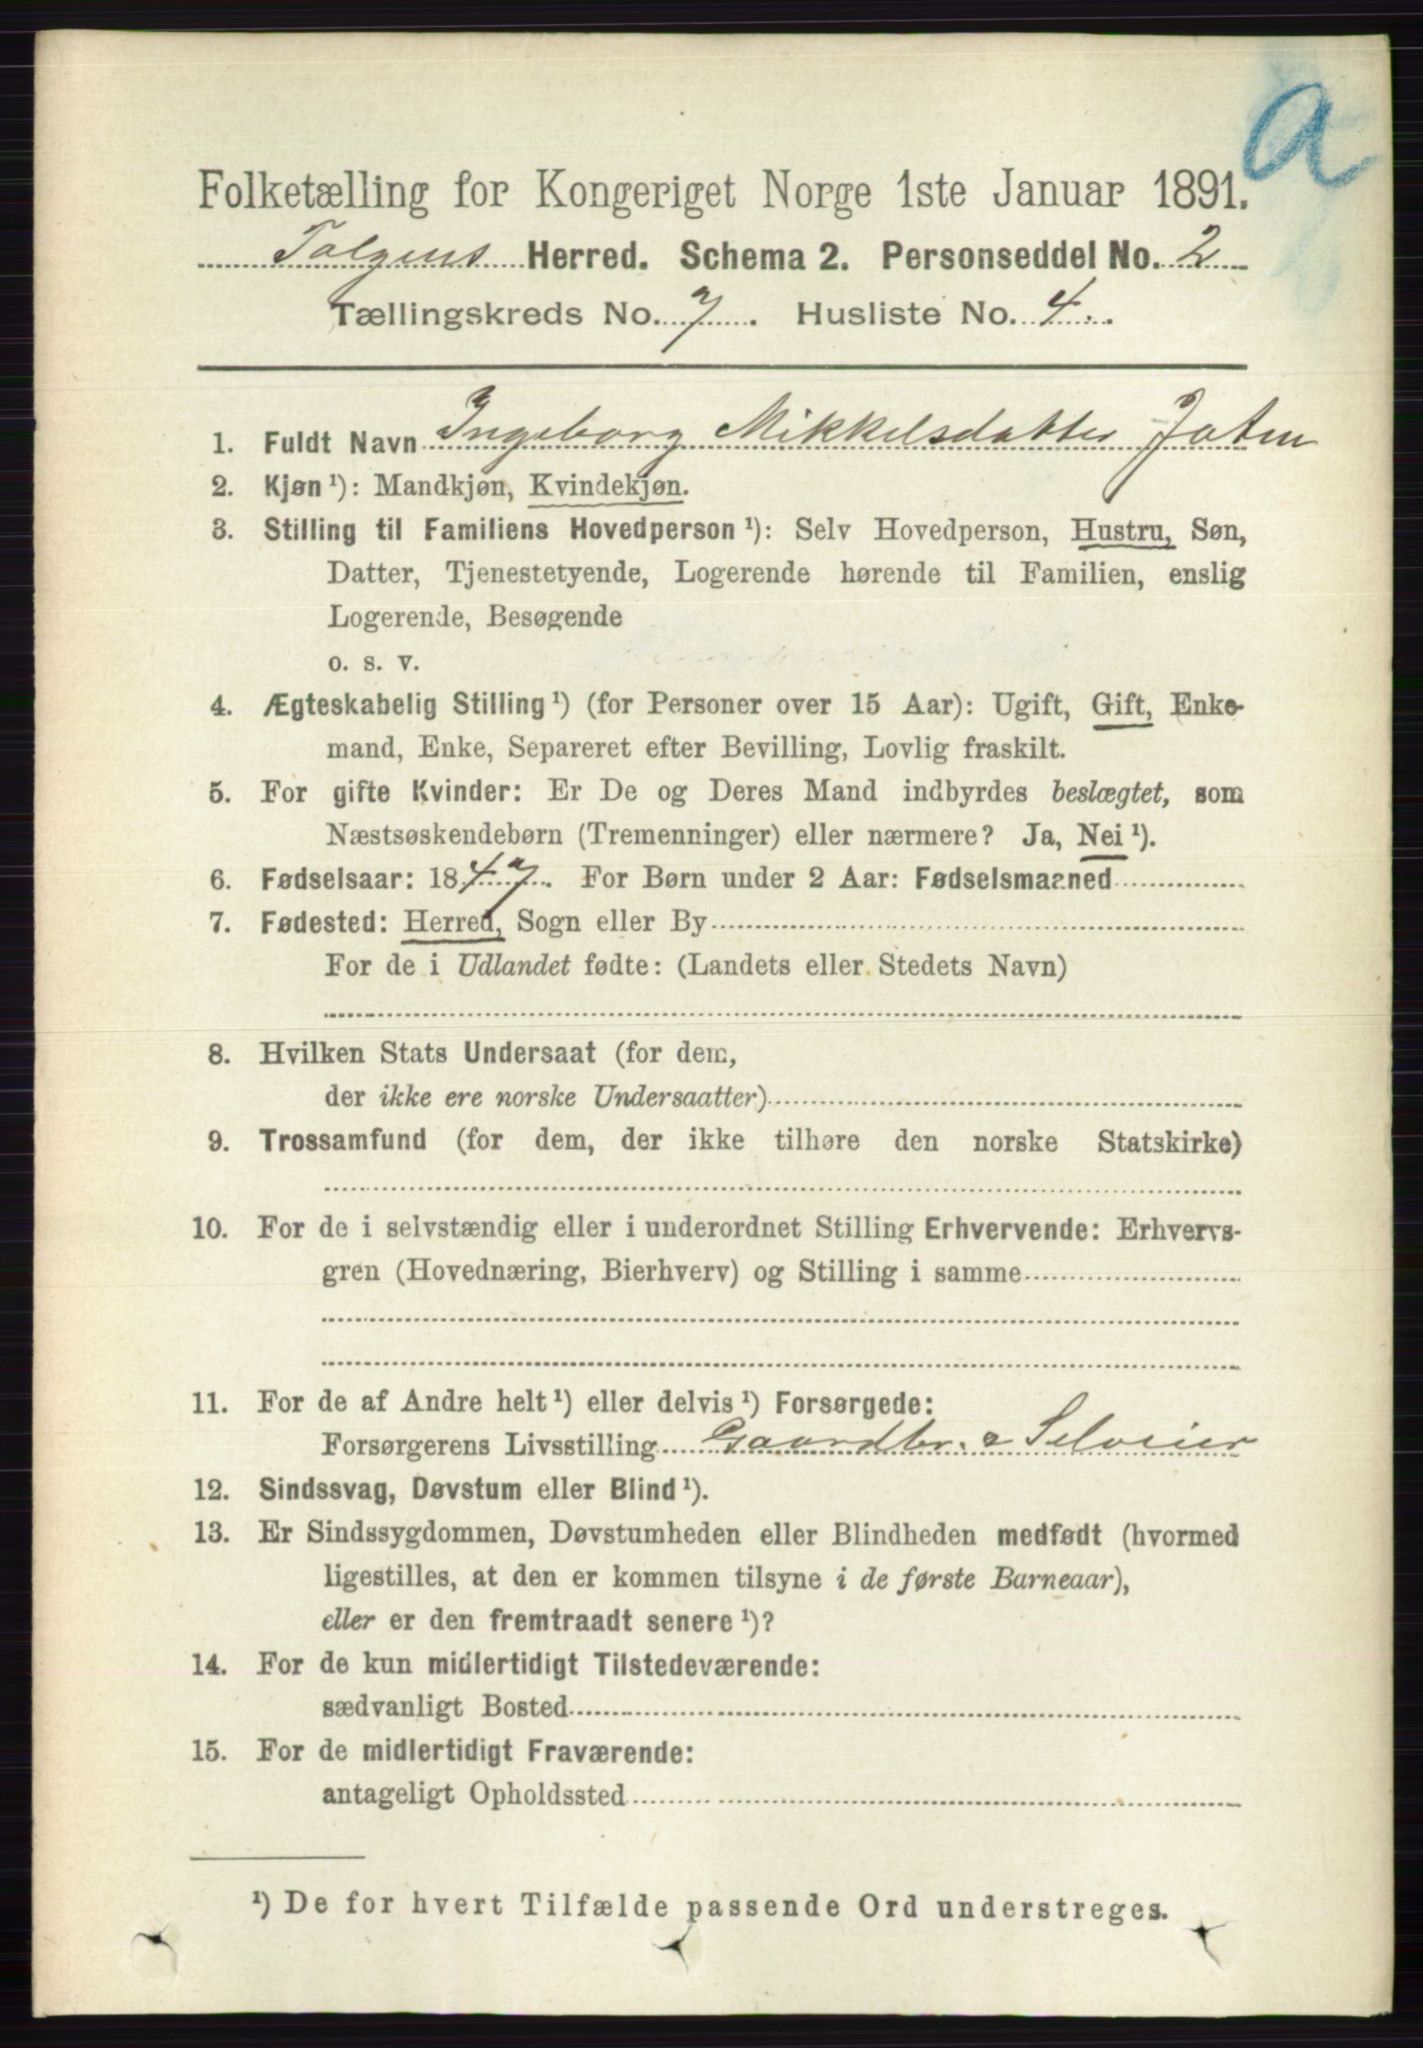 a
Folketælling for Kongeriget Norge 1ste Januar 1891.
Tolgens Herred. Schema 2. Personseddel No. 2
Tællingskreds No. 7. Husliste No. 4.
1. Fuldt Navn Ingeborg Mikkelsdatter
2. Kjøn ¹): Mandkjøn, Kvindekjøn.
3. Stilling til Familiens Hovedperson ¹): Selv Hovedperson, Hustru, Søn,
Datter, Tjenestetyende, Logerende hørende til Familien, enslig
Logerende, Besøgende
o. s. v.
4. Ægteskabelig Stilling ¹) (for Personer over 15 Aar): Ugift, Gift, Enke-
mand, Enke, Separeret efter Bevilling, Lovlig fraskilt.
5. For gifte Kvinder: Er De og Deres Mand indbyrdes beslægtet, som
Næstsøskendebørn (Tremenninger) eller nærmere? Ja, Nei ¹).
6. Fødselsaar: 1847. For Børn under 2 Aar: Fødselsmaaned
7. Fødested: Herred, Sogn eller By
For de i Udlandet fødte: (Landets eller Stedets Navn)
8. Hvilken Stats Undersaat (for dem,
der ikke ere norske Undersaatter)
9. Trossamfund (for dem, der ikke tilhøre den norske Statskirke)
10. For de i selvstændig eller i underordnet Stilling Erhvervende: Erhvervs-
gren (Hovednæring, Bierhverv) og Stilling i samme
11. For de af Andre helt ¹) eller delvis ¹) Forsørgede:
Forsørgerens Livsstilling Gaardbr. & Selveier
12. Sindssvag, Døvstum eller Blind ¹).
13. Er Sindssygdommen, Døvstumheden eller Blindheden medfødt (hvormed
ligestilles, at den er kommen tilsyne i de første Barneaar),
eller er den fremtraadt senere ¹)?
14. For de kun midlertidigt Tilstedeværende:
sædvanligt Bosted
15. For de midlertidigt Fraværende:
antageligt Opholdssted
¹) De for hvert Tilfælde passende Ord understreges.